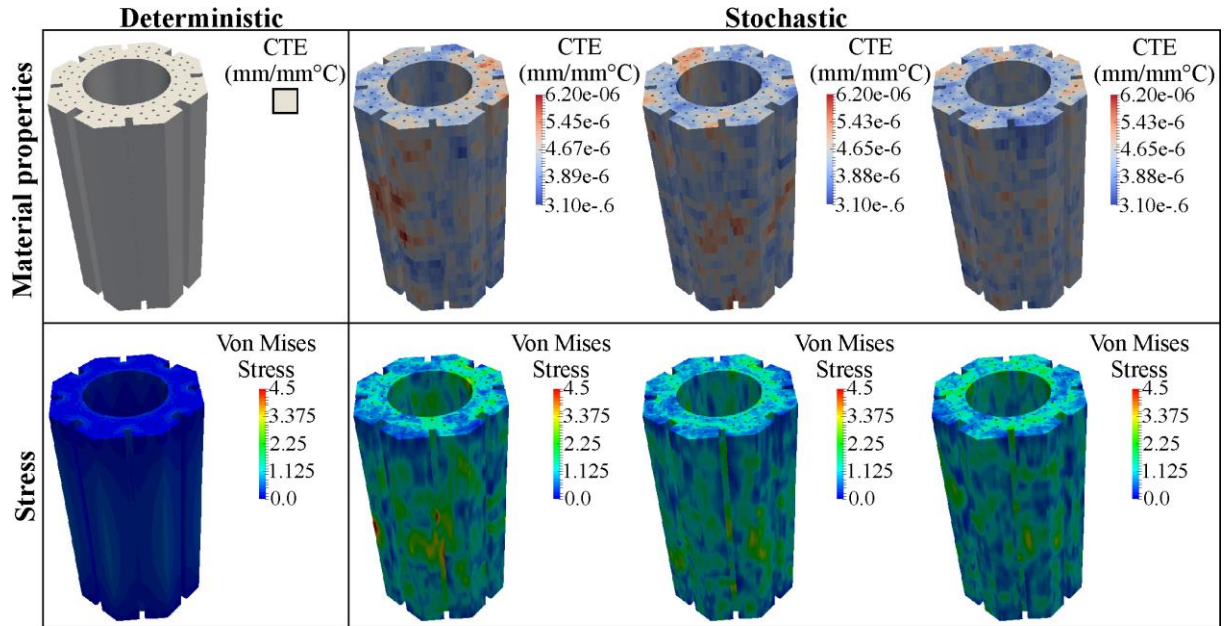 Deterministic
Stochastic
Material properties
CTE
(mm/mm°C)
CTE
(mm/mm°C)
6.20e-06
5.45e-6
4.67e-6
3.89e-6
3.10e-.6
CTE
(mm/mm°C)
6.20e-06
5.43e-6
4.65e-6
3.88e-6
3.10e-.6
CTE
(mm/mm°C)
6.20e-06
5.43e-6
4.65e-6
3.88e-6
3.10e-.6
Stress
Von Mises
Stress
4.5
3.375
2.25
1.125
0.0
Von Mises
Stress
4.5
3.375
2.25
1.125
0.0
Von Mises
Stress
4.5
3.375
2.25
1.125
0.0
Von Mises
Stress
4.5
3.375
2.25
1.125
0.0